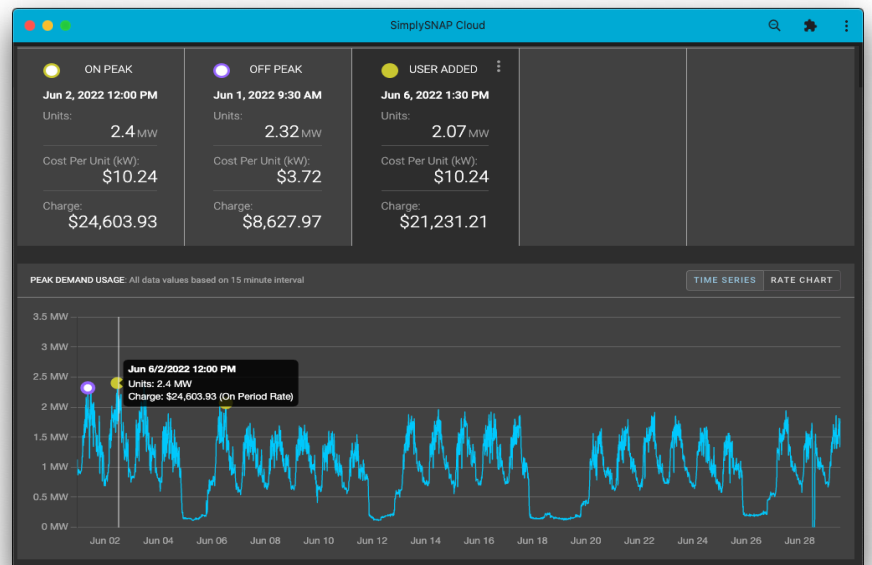 SimplySNAP Cloud
ON PEAK
Jun 2, 2022 12:00 PM
Units:
2.4 MW
Cost Per Unit (kW):
$10.24
Charge:
$24,603.93
OFF PEAK
Jun 1, 2022 9:30 AM
Units:
2.32 MW
Cost Per Unit (kW):
$3.72
Charge:
$8,627.97
USER ADDED
Jun 6, 2022 1:30 PM
Units:
2.07 MW
Cost Per Unit (kW):
$10.24
Charge:
$21,231.21
PEAK DEMAND USAGE: All data values based on 15 minute interval
TIME SERIES RATE CHART
3.5 MW
3 MW
2.5 MW
2 MW
1.5 MW
1 MW
0.5 MW
0 MW
Jun 6/2/2022 12:00 PM
Units: 2.4 MW
Charge: $24,603.93 (On Period Rate)
Jun 02 Jun 04 Jun 06 Jun 08 Jun 10 Jun 12 Jun 14 Jun 16 Jun 18 Jun 20 Jun 22 Jun 24 Jun 26 Jun 28